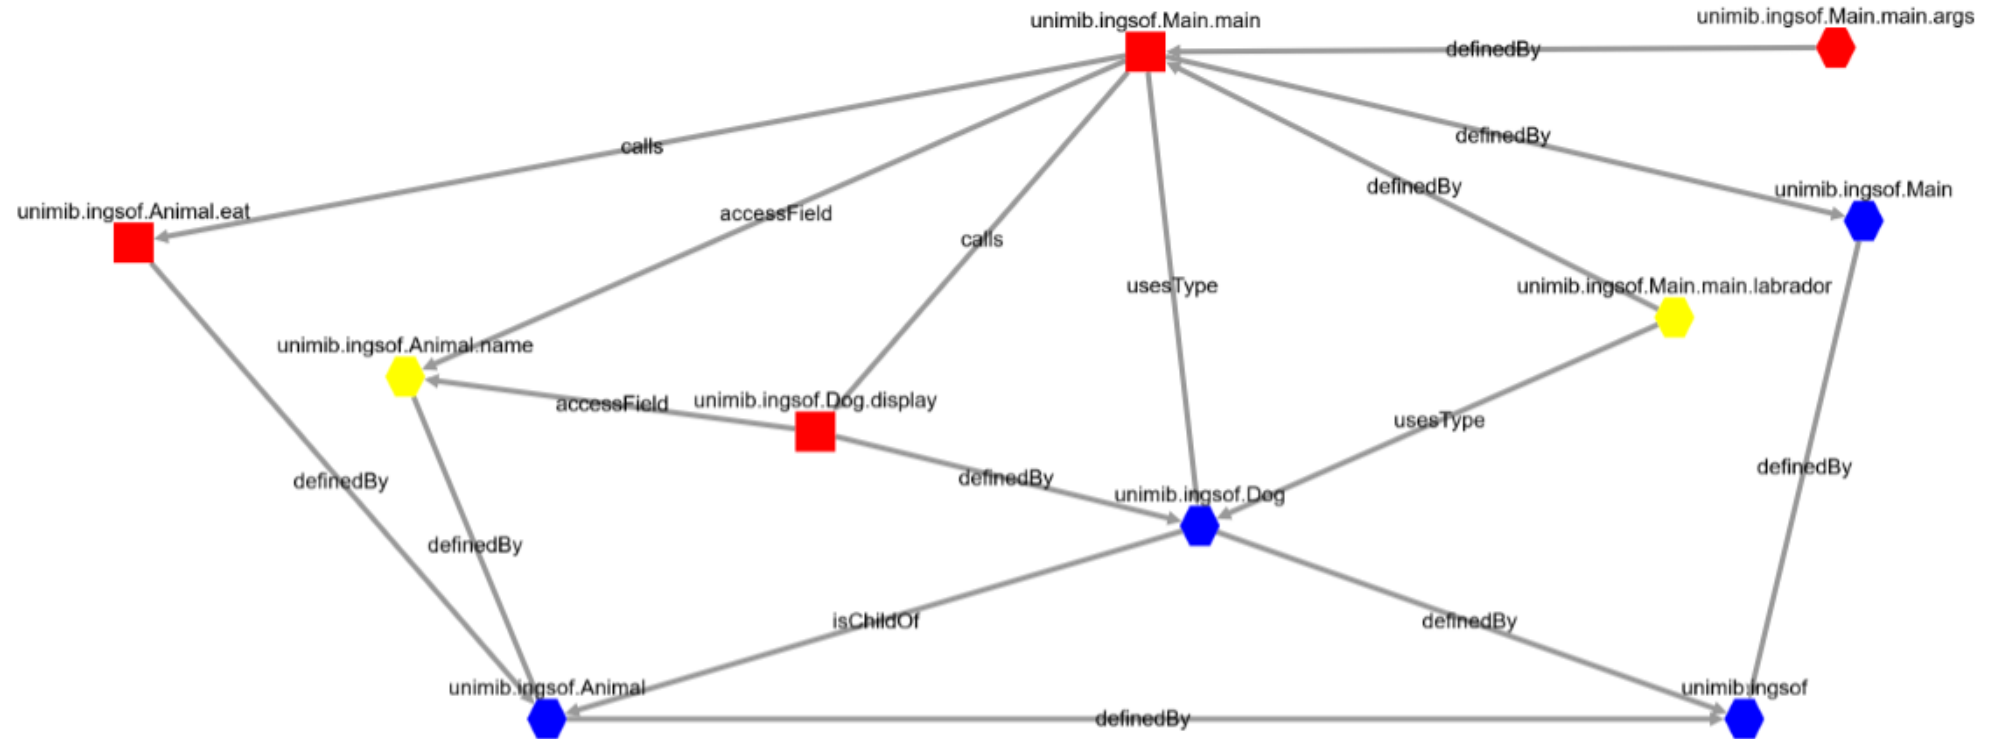 unimib.ingsof.Main.main.args
unimib.ingsof.Main.main
definedBy
definedBy
calls
definedBy
unimib.ingsof.Main
unimib.ingsof.Animal.eat
accessField
calls
usesType
unimib.ingsof.Main.main.labrador
unimib.ingsof.Animal.name
unimib.ingsof.Dog.display
accessField
usesType
definedBy
definedBy
definedBy
unimib.ingsof.Dog
definedBy
isChildOf
definedBy
unimib.ingsof.Animal
unimib.ingsof
definedBy